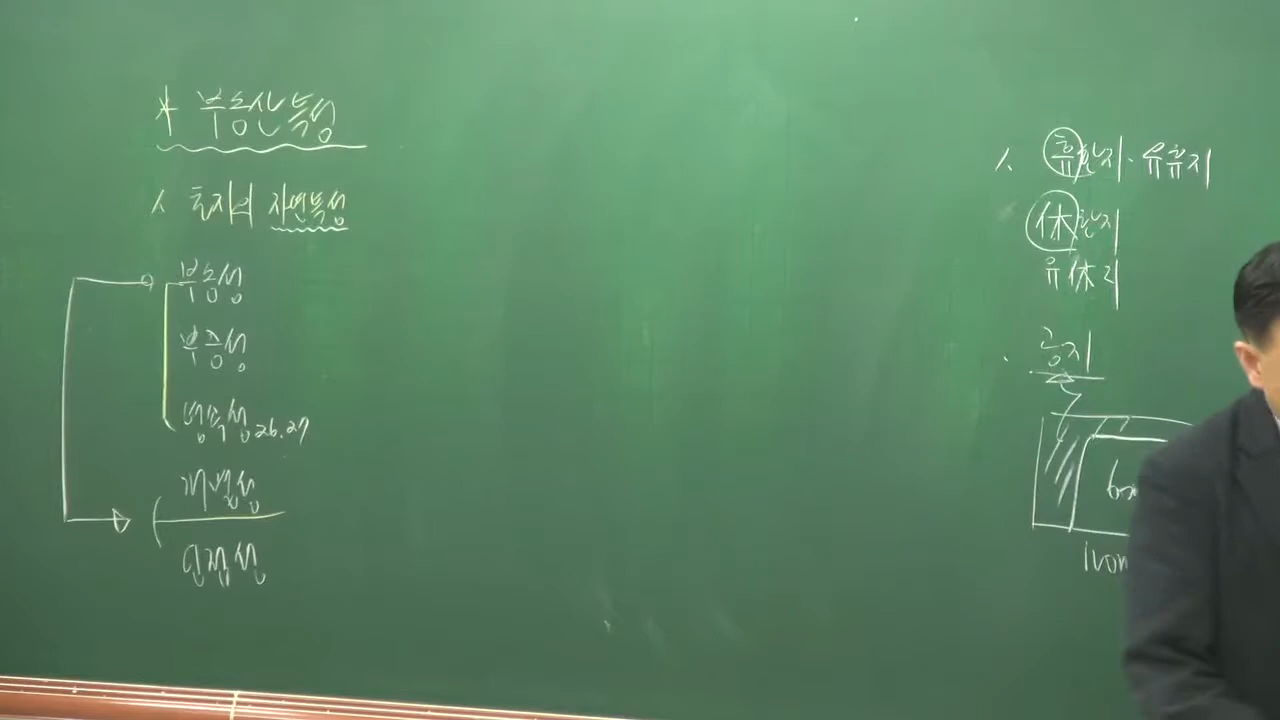 * 부동산특성
1. 토지의 자연특성
부동성
부증성
영속성 26.27
개별성
인접성
1. 휴한지·유휴지
休한지
유休지
· 공지